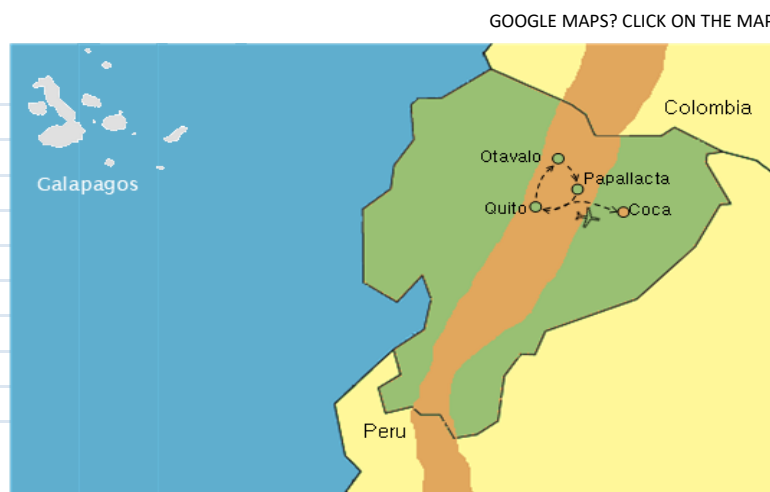 GOOGLE MAPS? CLICK ON THE MAP
Colombia
Otavalo
Papallacta
Galapagos
Quito
Coca
Peru